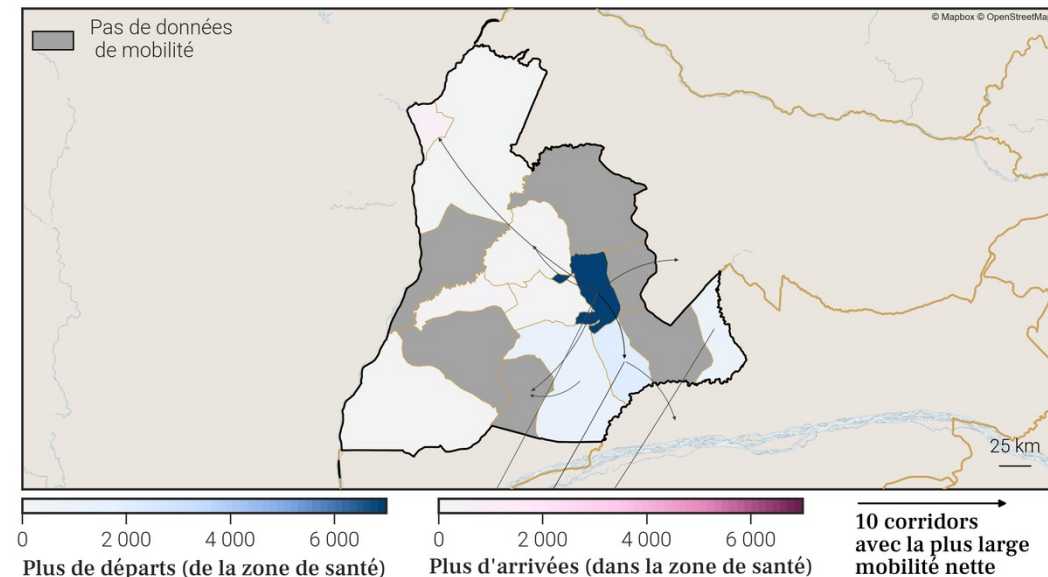 Pas de données
de mobilité
© Mapbox © OpenStreetMap
25 km
0
2 000
4 000
6 000
Plus de départs (de la zone de santé)
0
2 000
4 000
6 000
Plus d'arrivées (dans la zone de santé)
10 corridors
avec la plus large
mobilité nette